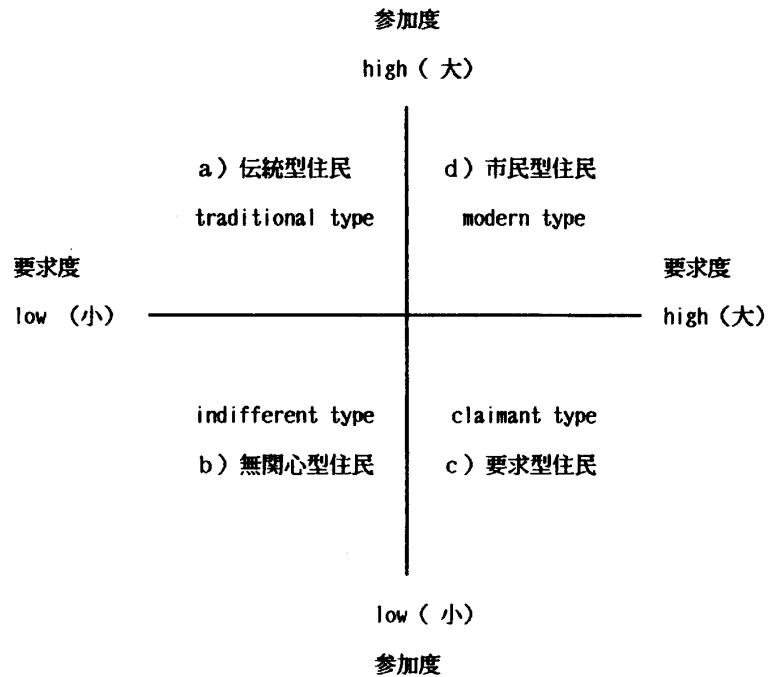 参加度
high（ 大）
a）伝統型住民 d）市民型住民
traditional type modern type
要求度 要求度
low （小） high（大）
indifferent type claimant type
b）無関心型住民 c）要求型住民
low（ 小）
参加度